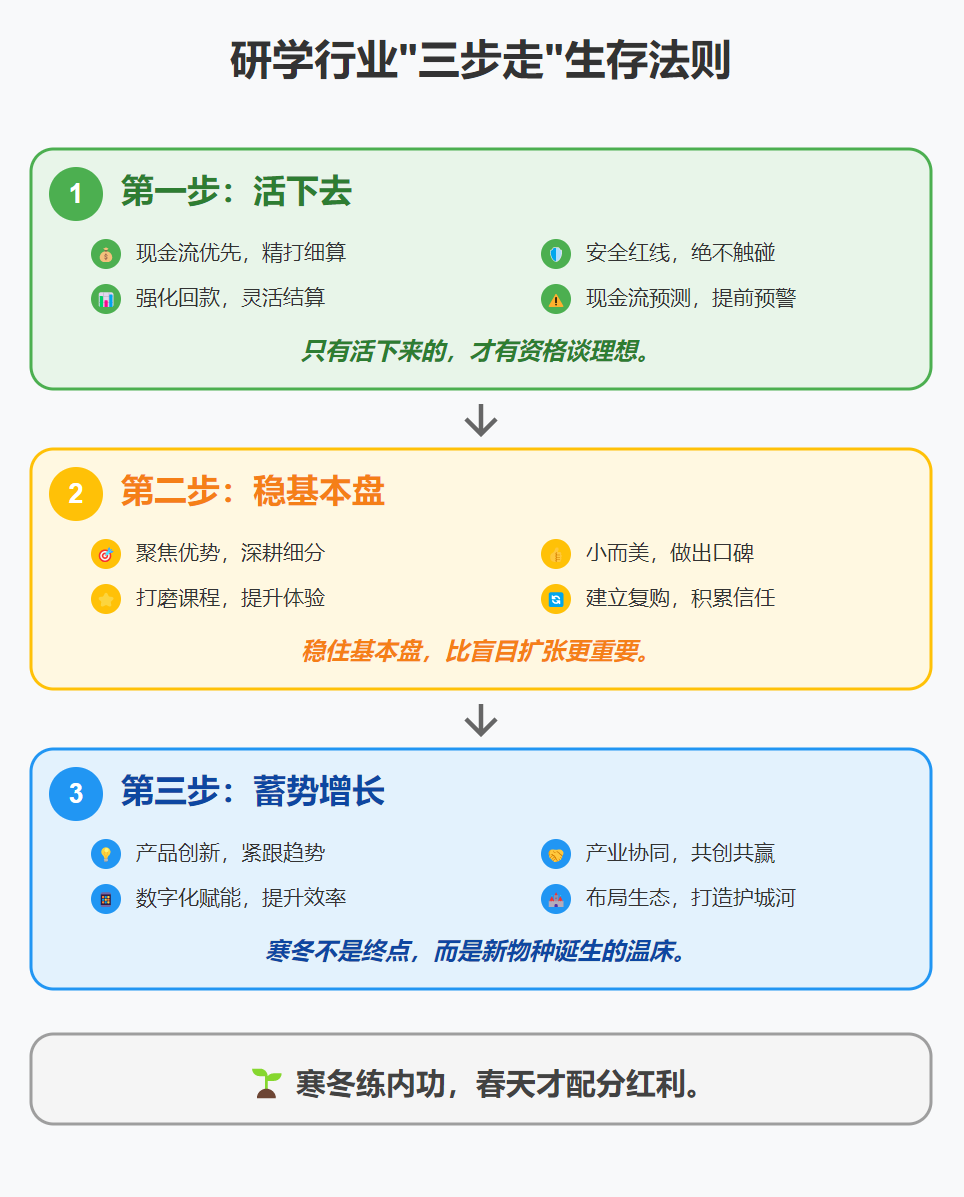 研学行业"三步走"生存法则
1 第一步：活下去
现金流优先，精打细算
安全红线，绝不触碰
强化回款，灵活结算
现金流预测，提前预警
只有活下来的，才有资格谈理想。
2 第二步：稳基本盘
聚焦优势，深耕细分
小而美，做出口碑
打磨课程，提升体验
建立复购，积累信任
稳住基本盘，比盲目扩张更重要。
3 第三步：蓄势增长
产品创新，紧跟趋势
产业协同，共创共赢
数字化赋能，提升效率
布局生态，打造护城河
寒冬不是终点，而是新物种诞生的温床。
寒冬练内功，春天才配分红利。